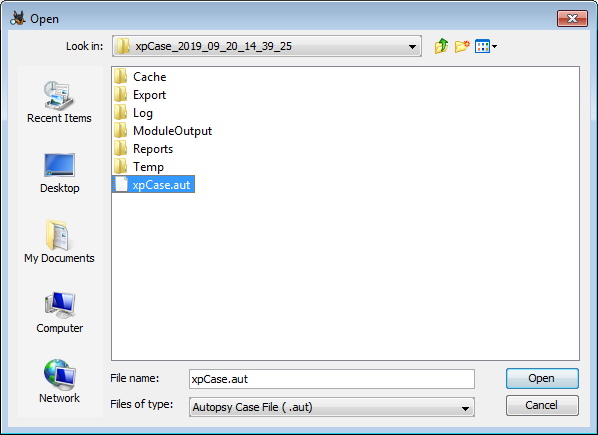 Open
Look in: xpCase_2019_09_20_14_39_25
Recent Items
Desktop
My Documents
Computer
Network
Cache
Export
Log
ModuleOutput
Reports
Temp
xpCase.aut
File name: xpCase.aut Open
Files of type: Autopsy Case File ( .aut) Cancel